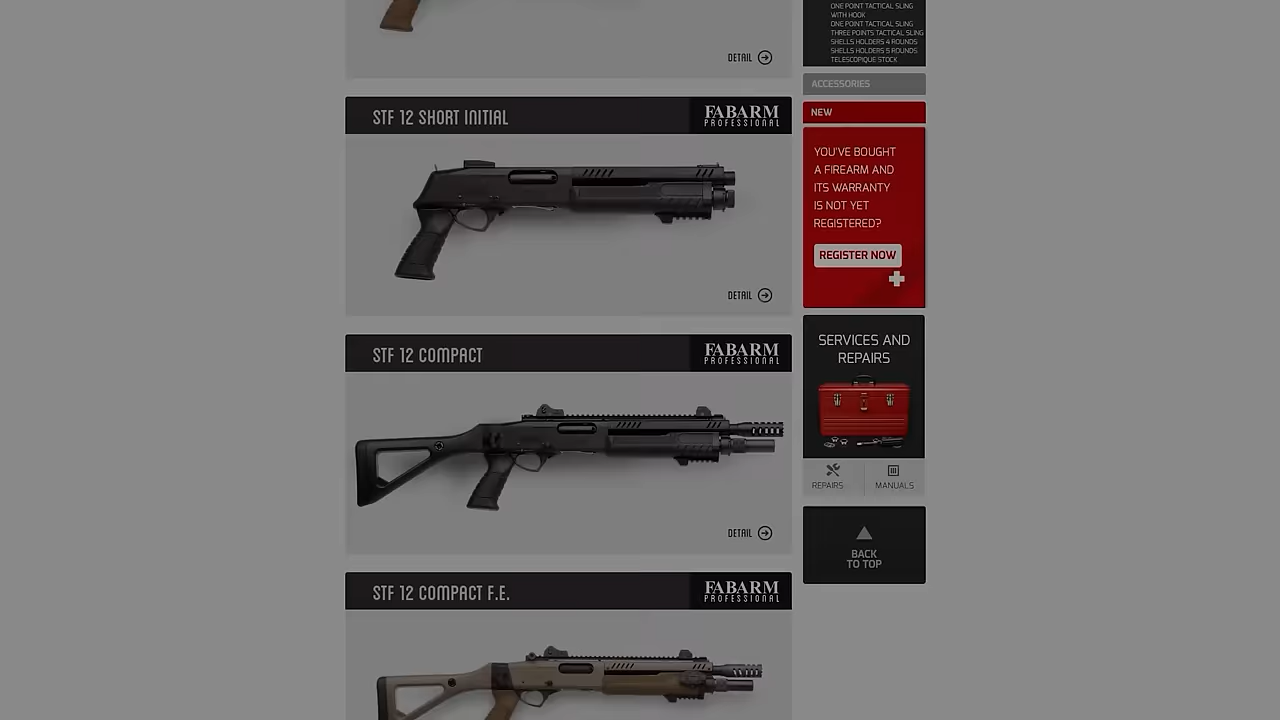 ONE POINT TACTICAL SLING
WITH HOOK
ONE POINT TACTICAL SLING
THREE POINTS TACTICAL SLING
SHELLS HOLDERS 4 ROUNDS
SHELLS HOLDERS 5 ROUNDS
TELESCOPIQUE STOCK
DETAIL
ACCESSORIES
STF 12 SHORT INITIAL
FABARM
PROFESSIONAL
NEW
YOU'VE BOUGHT
A FIREARM AND
ITS WARRANTY
IS NOT YET
REGISTERED?
REGISTER NOW
DETAIL
STF 12 COMPACT
FABARM
PROFESSIONAL
SERVICES AND
REPAIRS
REPAIRS
MANUALS
DETAIL
BACK
TO TOP
STF 12 COMPACT F.E.
FABARM
PROFESSIONAL